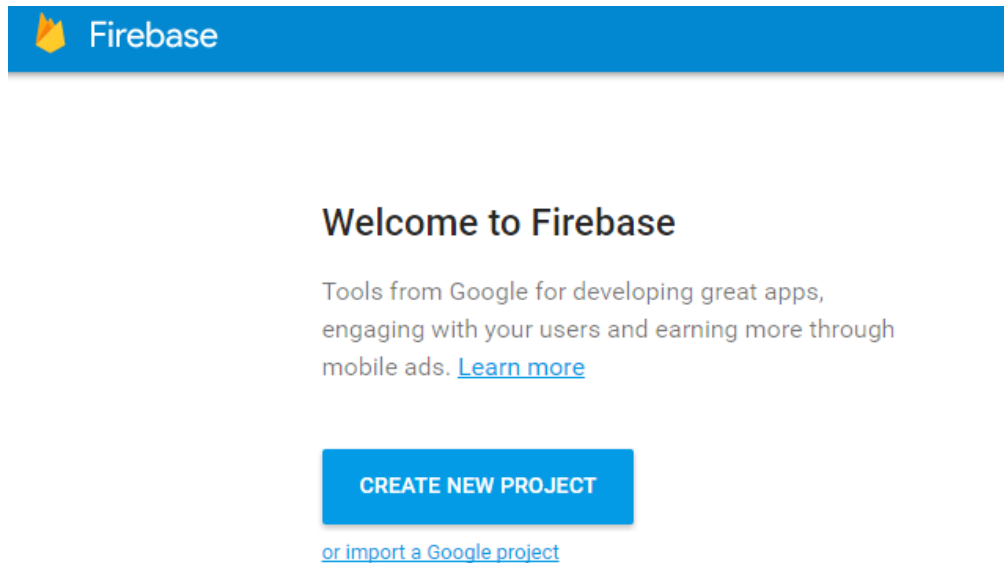 Firebase
Welcome to Firebase
Tools from Google for developing great apps,
engaging with your users and earning more through
mobile ads. Learn more
CREATE NEW PROJECT
or import a Google project